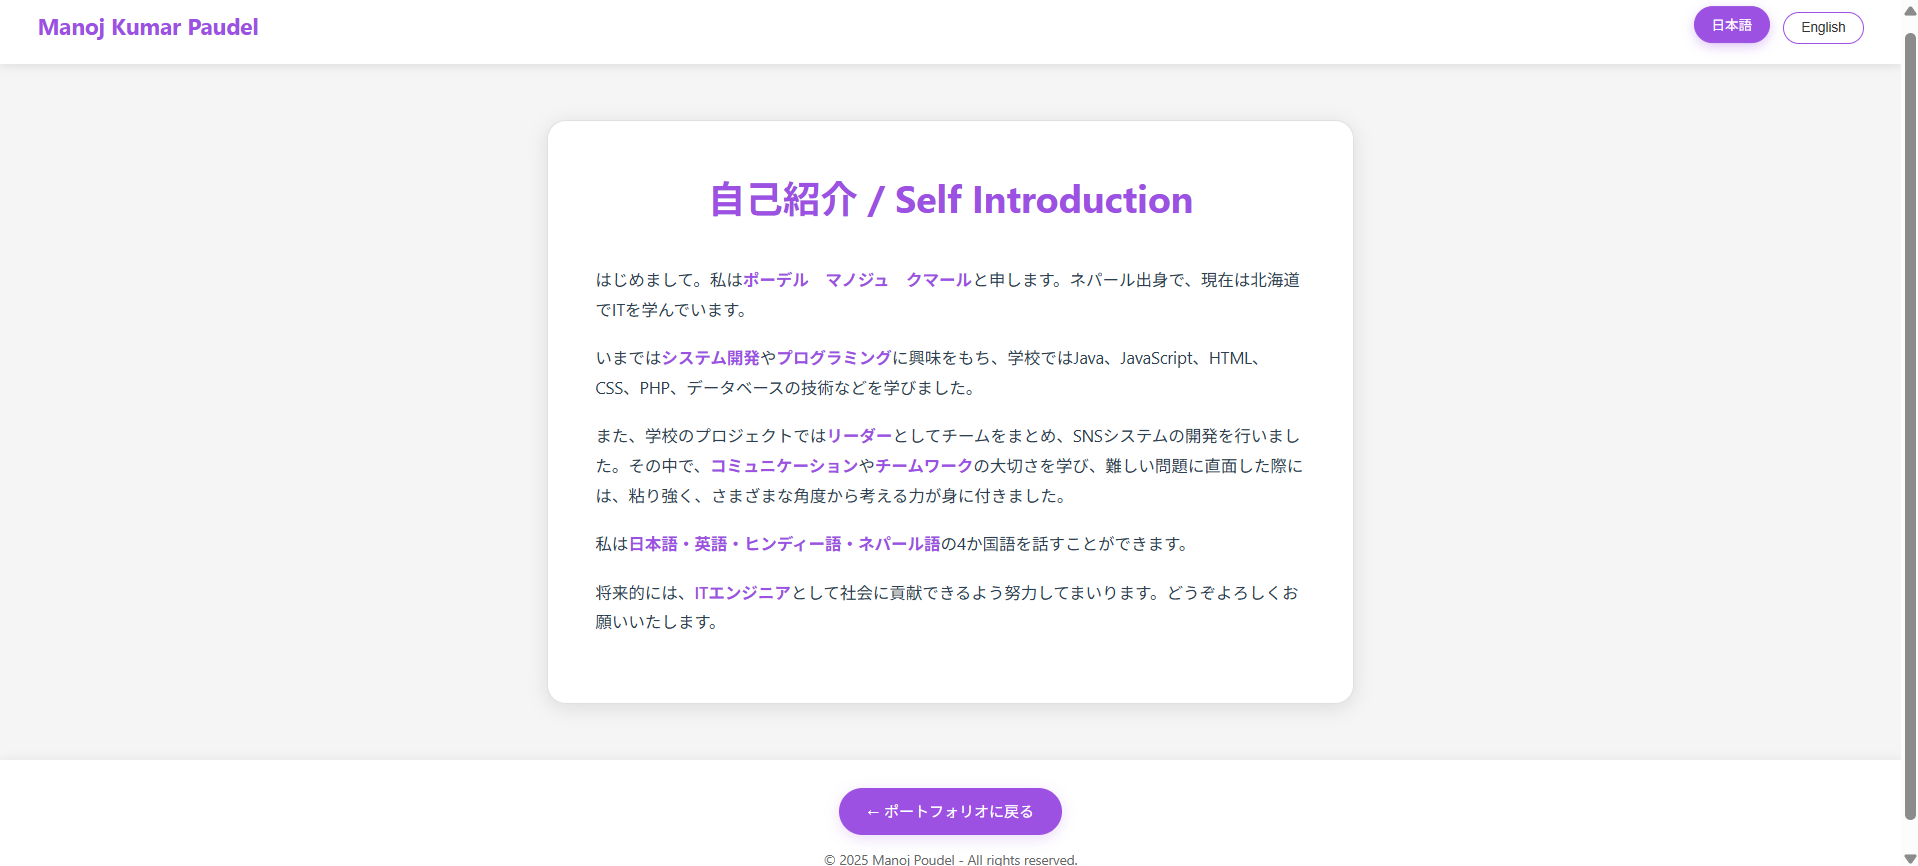 Manoj Kumar Paudel
日本語
English
自己紹介 / Self Introduction
はじめまして。私はポーデル　マノジュ　クマールと申します。ネパール出身で、現在は北海道
でITを学んでいます。
いまではシステム開発やプログラミングに興味をもち、学校ではJava、JavaScript、HTML、
CSS、PHP、データベースの技術などを学びました。
また、学校のプロジェクトではリーダーとしてチームをまとめ、SNSシステムの開発を行いまし
た。その中で、コミュニケーションやチームワークの大切さを学び、難しい問題に直面した際に
は、粘り強く、さまざまな角度から考える力が身に付きました。
私は日本語・英語・ヒンディー語・ネパール語の4か国語を話すことができます。
将来的には、ITエンジニアとして社会に貢献できるよう努力してまいります。どうぞよろしくお
願いいたします。
← ポートフォリオに戻る
© 2025 Manoj Poudel - All rights reserved.